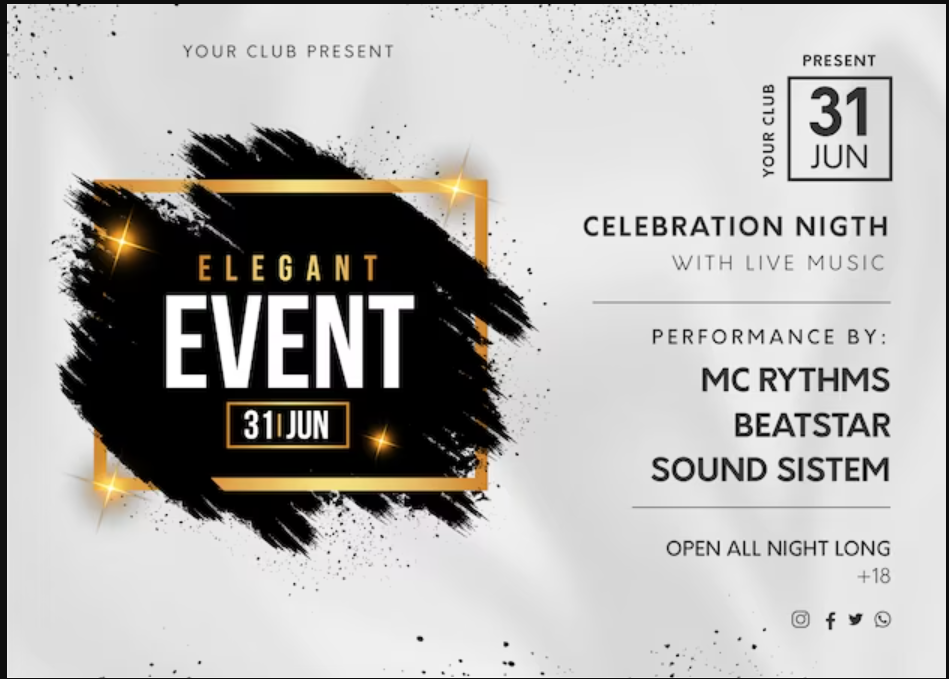 YOUR CLUB PRESENT
ELEGANT
EVENT
31 JUN
PRESENT
YOUR CLUB
31
JUN
CELEBRATION NIGTH
WITH LIVE MUSIC
PERFORMANCE BY:
MC RYTHMS
BEATSTAR
SOUND SISTEM
OPEN ALL NIGHT LONG
+18